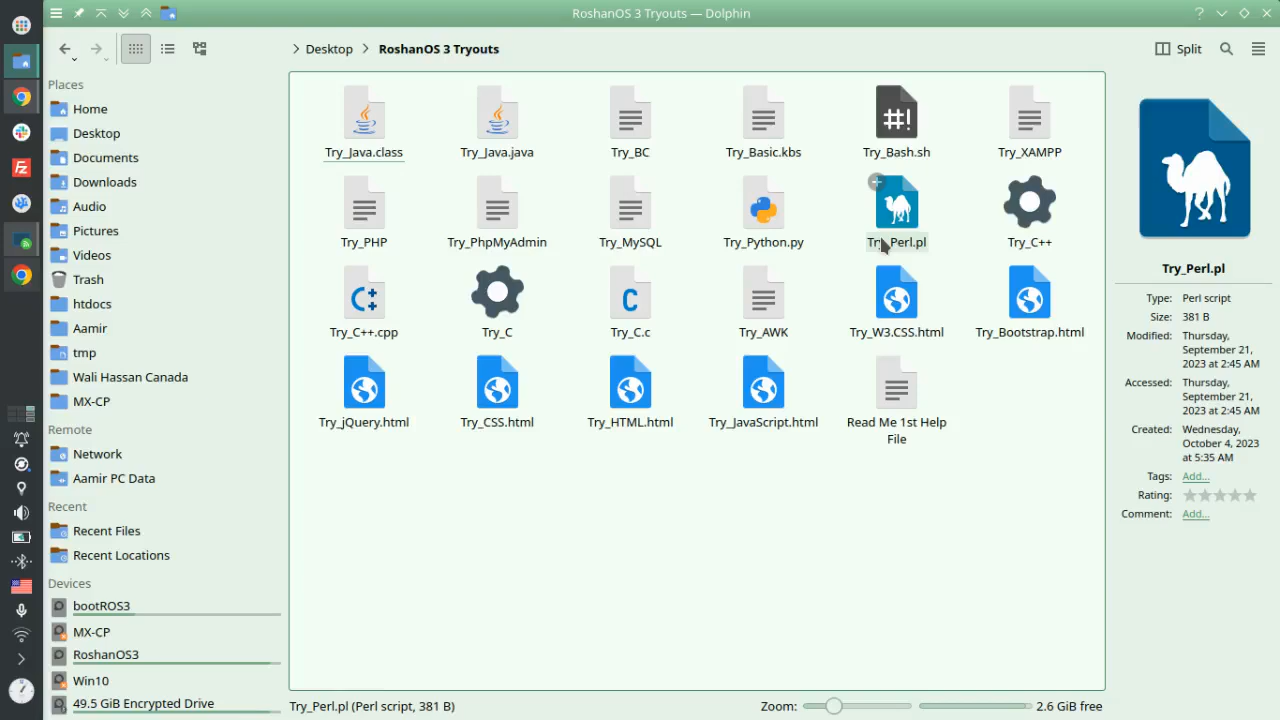 RoshanOS 3 Tryouts — Dolphin
Desktop
RoshanOS 3 Tryouts
Split
Places
Home
Desktop
Documents
Downloads
Audio
Pictures
Videos
Trash
htdocs
Aamir
tmp
Wali Hassan Canada
MX-CP
Remote
Network
Aamir PC Data
Recent
Recent Files
Recent Locations
Devices
bootROS3
MX-CP
RoshanOS3
Win10
49.5 GiB Encrypted Drive
Try_Java.class
Try_Java.java
Try_BC
Try_Basic.kbs
#!
Try_Bash.sh
Try_XAMPP
Try_PHP
Try_PhpMyAdmin
Try_MySQL
Try_Python.py
Try_Perl.pl
Try_C++
Try_C++.cpp
Try_C
C
Try_C.c
Try_AWK
Try_W3.CSS.html
Try_Bootstrap.html
Try_jQuery.html
Try_CSS.html
Try_HTML.html
Try_JavaScript.html
Read Me 1st Help
File
Try_Perl.pl
Type: Perl script
Size: 381 B
Modified: Thursday,
September 21,
2023 at 2:45 AM
Accessed: Thursday,
September 21,
2023 at 2:45 AM
Created: Wednesday,
October 4, 2023
at 5:35 AM
Tags: Add...
Rating:
Comment: Add...
Try_Perl.pl (Perl script, 381 B)
Zoom:
2.6 GiB free